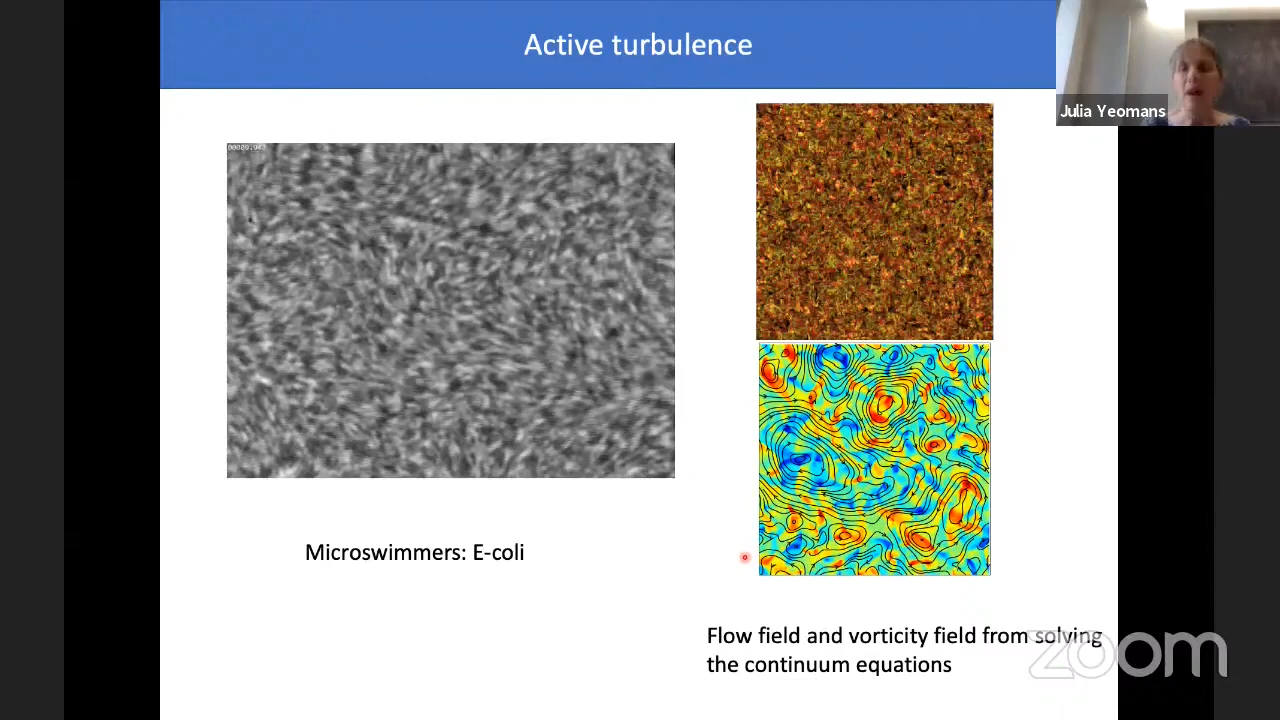 Active turbulence
Julia Yeomans
Microswimmers: E-coli
Flow field and vorticity field from solving
the continuum equations
zoom